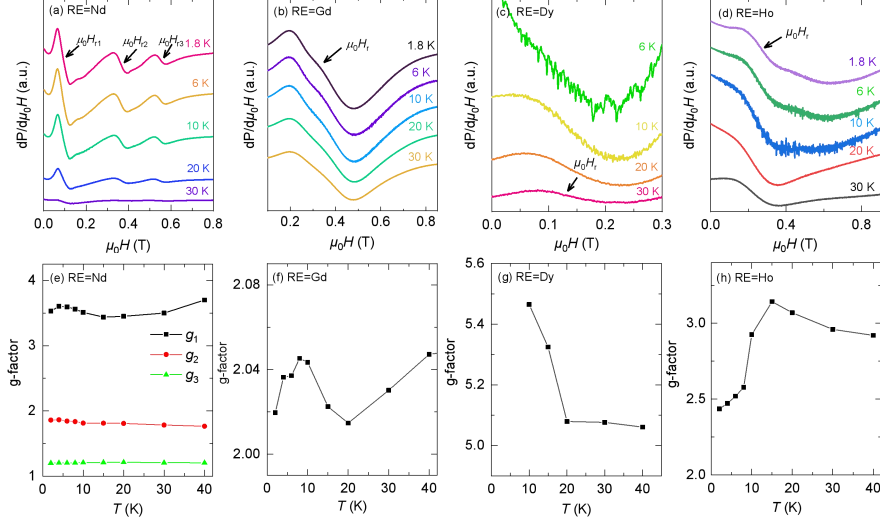 (a) RE=Nd
μ₀Hr1
μ₀Hr2
μ₀Hr3
1.8 K
6 K
10 K
20 K
30 K
dP/dμ₀H (a.u.)
0.0 0.2 0.4 0.6 0.8
μ₀H (T)
(b) RE=Gd
μ₀Hr
1.8 K
6 K
10 K
20 K
30 K
dP/dμ₀H (a.u.)
0.2 0.4 0.6 0.8
μ₀H (T)
(c) RE=Dy
6 K
10 K
20 K
μ₀Hr
30 K
dP/dμ₀H (a.u.)
0.0 0.1 0.2 0.3
μ₀H (T)
(d) RE=Ho
μ₀Hr
1.8 K
6 K
10 K
20 K
30 K
dP/dμ₀H (a.u.)
0.0 0.4 0.8
μ₀H (T)
(e) RE=Nd
g₁
g₂
g₃
g-factor
4
3
2
1
0 10 20 30 40
T (K)
(f) RE=Gd
g-factor
2.08
2.04
2.00
0 10 20 30 40
T (K)
(g) RE=Dy
g-factor
5.6
5.4
5.2
5.0
0 10 20 30 40
T (K)
(h) RE=Ho
g-factor
3.0
2.5
2.0
0 10 20 30 40
T (K)